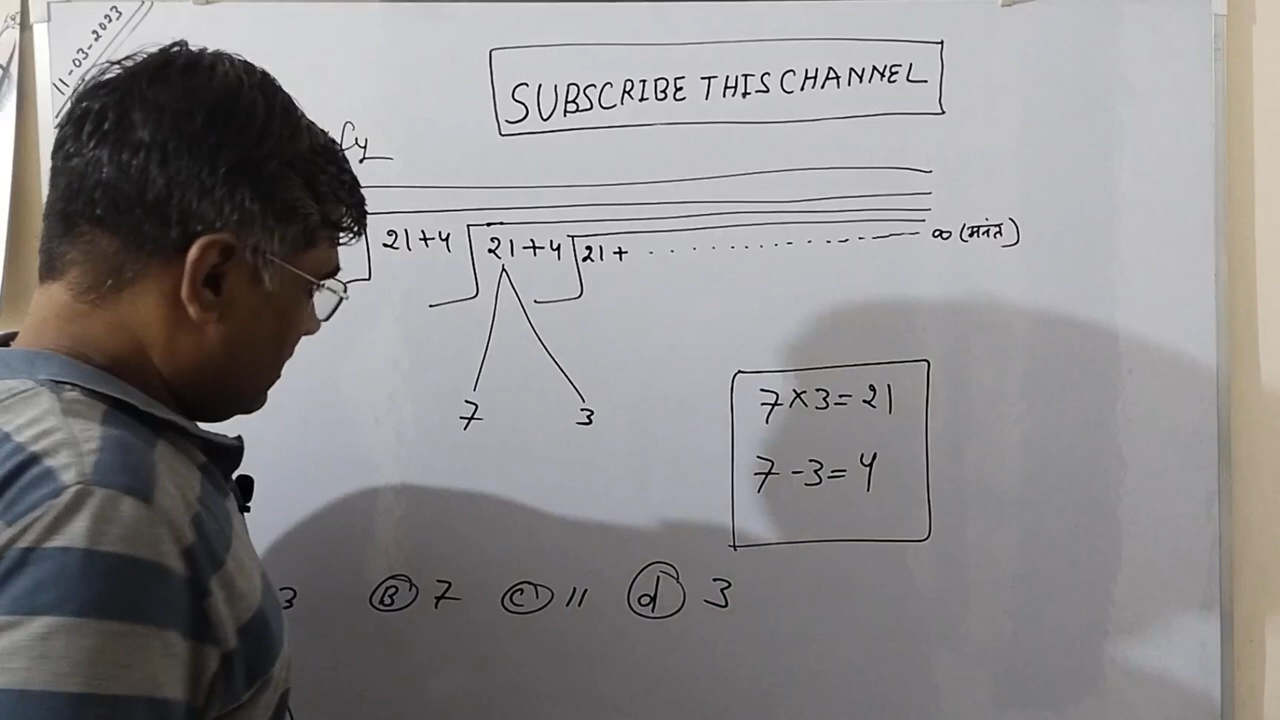 11-03-2023
SUBSCRIBE THIS CHANNEL
fy
21+4 √21+4 √21+ ............ ∞ (अनंत)
7 3
7×3=21
7-3=4
3 (B) 7 (C) 11 (d) 3